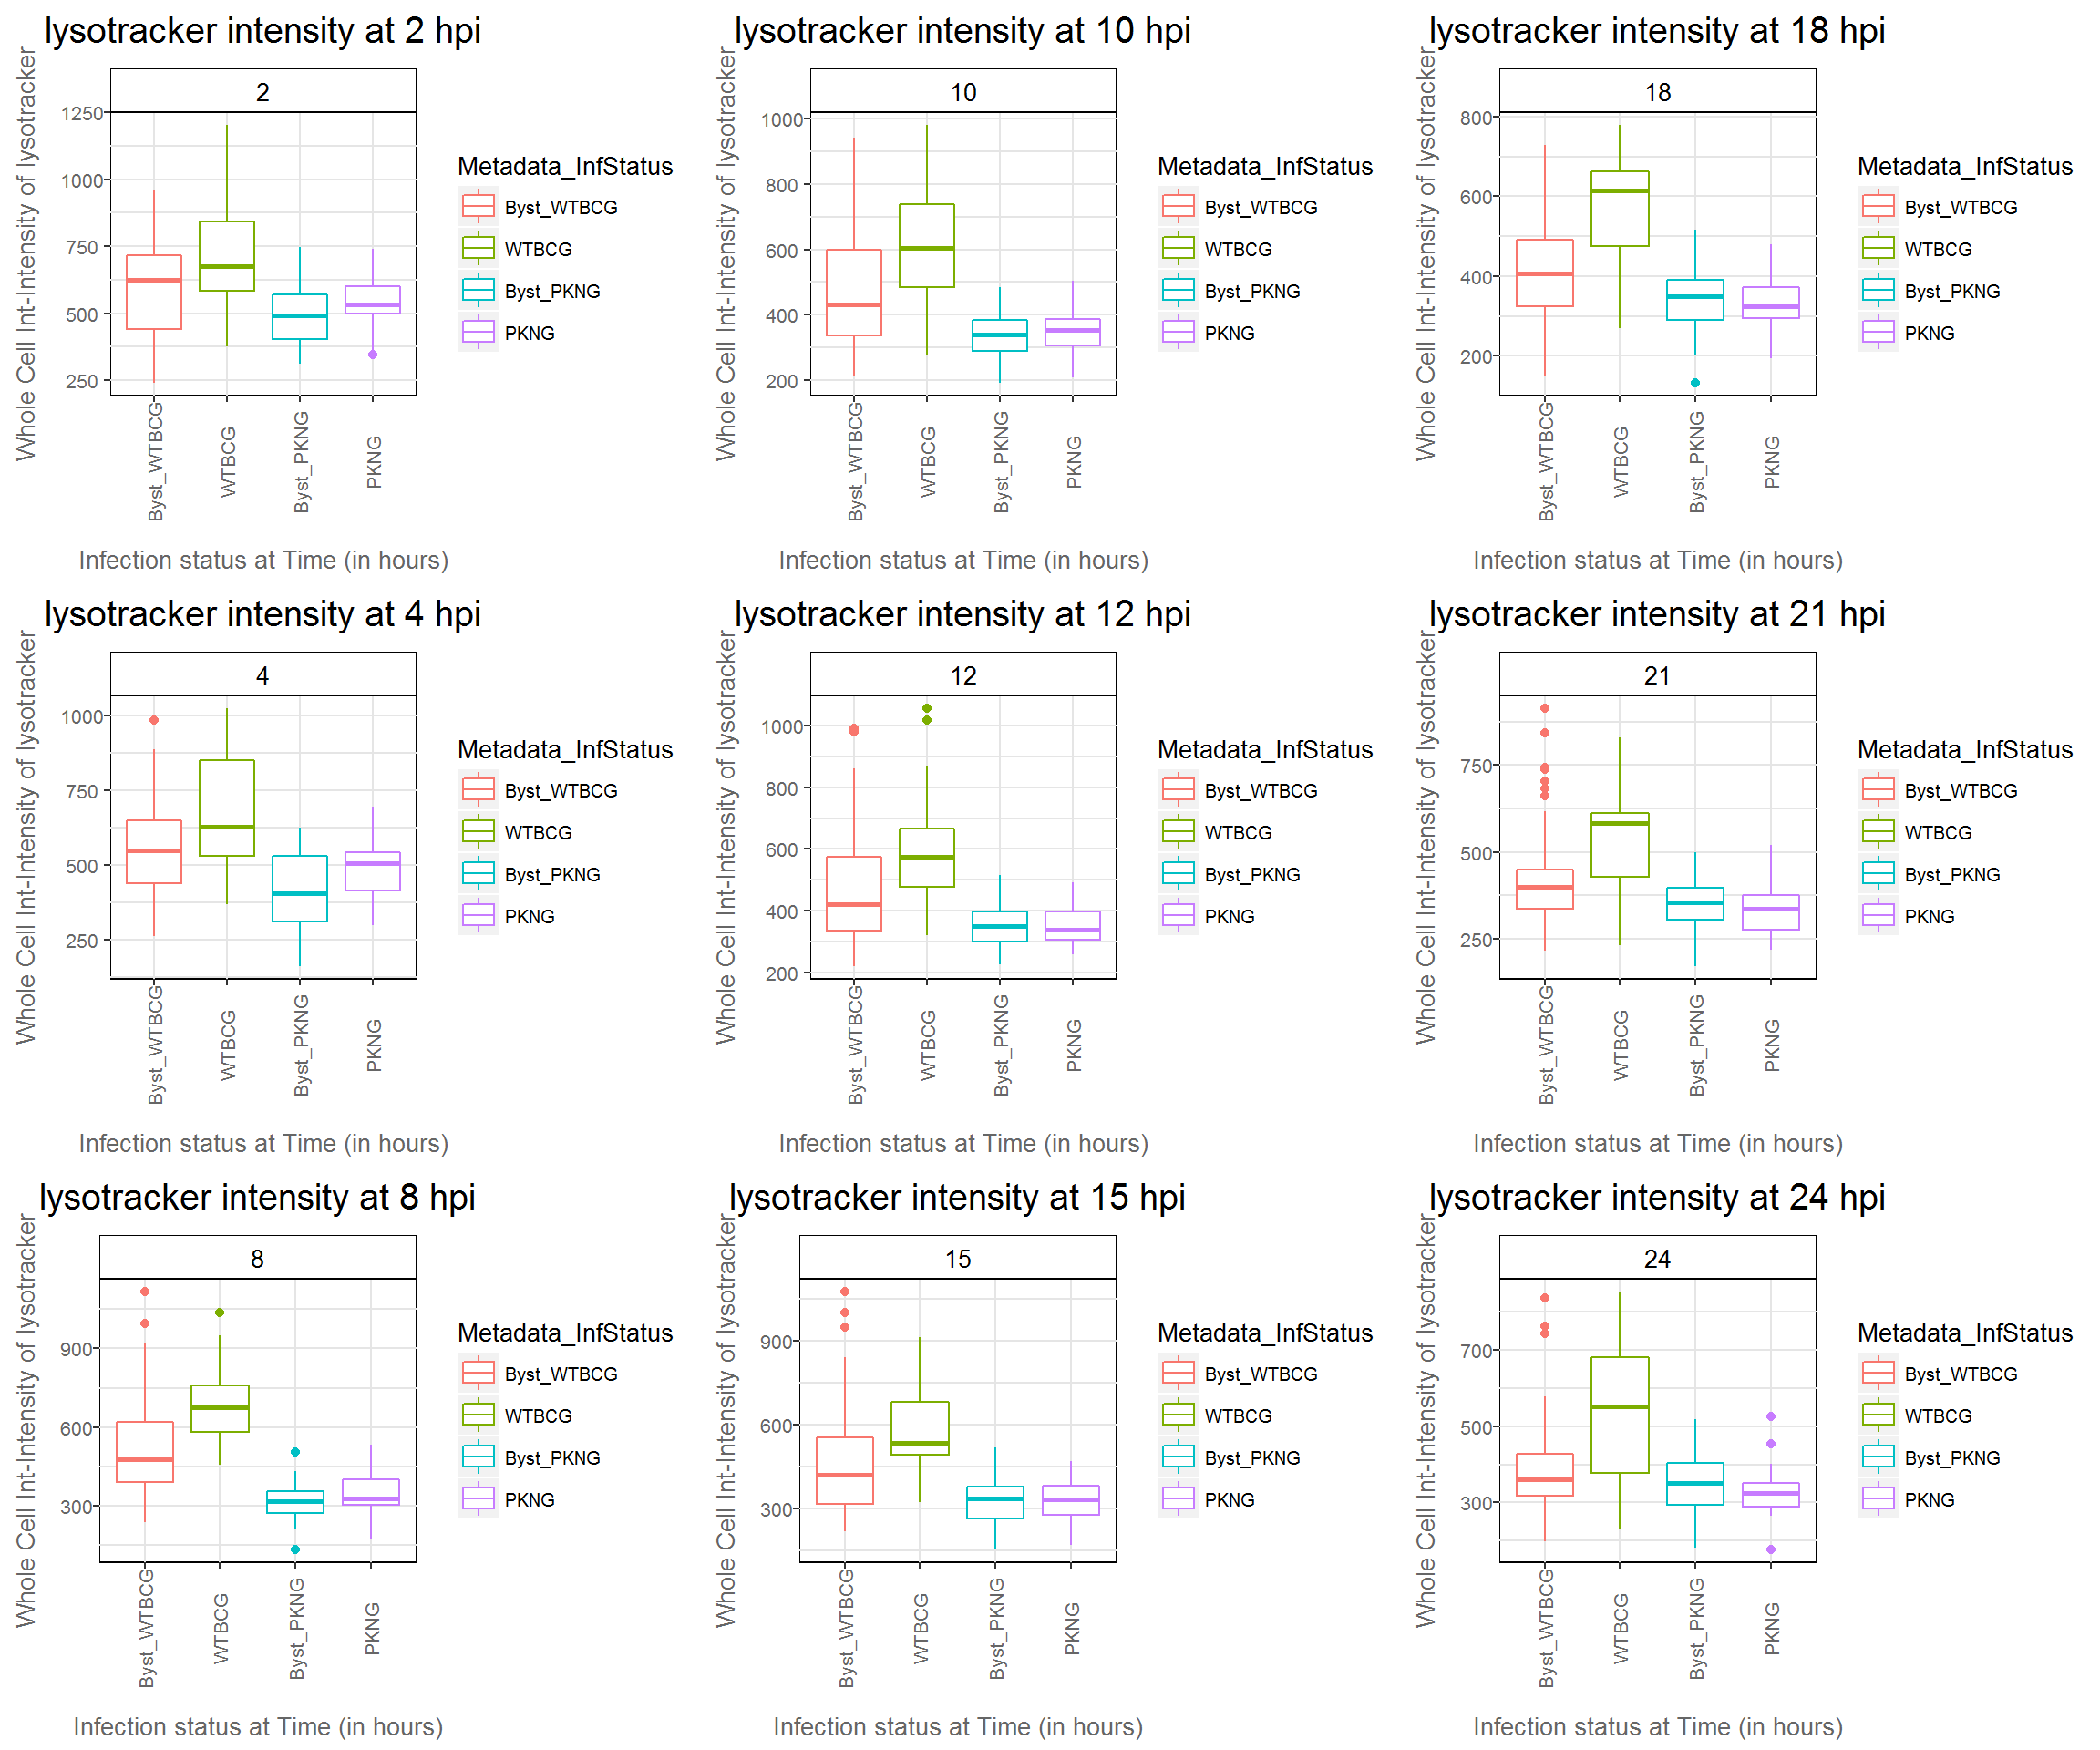 lysotracker intensity at 2 hpi
2
Whole Cell Int-Intensity of lysotracker
1250
1000
750
500
250
Byst_WTBCG
WTBCG
Byst_PKNG
PKNG
Infection status at Time (in hours)
Metadata_InfStatus
Byst_WTBCG
WTBCG
Byst_PKNG
PKNG
lysotracker intensity at 10 hpi
10
Whole Cell Int-Intensity of lysotracker
1000
800
600
400
200
Byst_WTBCG
WTBCG
Byst_PKNG
PKNG
Infection status at Time (in hours)
Metadata_InfStatus
Byst_WTBCG
WTBCG
Byst_PKNG
PKNG
lysotracker intensity at 18 hpi
18
Whole Cell Int-Intensity of lysotracker
800
600
400
200
Byst_WTBCG
WTBCG
Byst_PKNG
PKNG
Infection status at Time (in hours)
Metadata_InfStatus
Byst_WTBCG
WTBCG
Byst_PKNG
PKNG
lysotracker intensity at 4 hpi
4
Whole Cell Int-Intensity of lysotracker
1000
750
500
250
Byst_WTBCG
WTBCG
Byst_PKNG
PKNG
Infection status at Time (in hours)
Metadata_InfStatus
Byst_WTBCG
WTBCG
Byst_PKNG
PKNG
lysotracker intensity at 12 hpi
12
Whole Cell Int-Intensity of lysotracker
1000
800
600
400
200
Byst_WTBCG
WTBCG
Byst_PKNG
PKNG
Infection status at Time (in hours)
Metadata_InfStatus
Byst_WTBCG
WTBCG
Byst_PKNG
PKNG
lysotracker intensity at 21 hpi
21
Whole Cell Int-Intensity of lysotracker
750
500
250
Byst_WTBCG
WTBCG
Byst_PKNG
PKNG
Infection status at Time (in hours)
Metadata_InfStatus
Byst_WTBCG
WTBCG
Byst_PKNG
PKNG
lysotracker intensity at 8 hpi
8
Whole Cell Int-Intensity of lysotracker
900
600
300
Byst_WTBCG
WTBCG
Byst_PKNG
PKNG
Infection status at Time (in hours)
Metadata_InfStatus
Byst_WTBCG
WTBCG
Byst_PKNG
PKNG
lysotracker intensity at 15 hpi
15
Whole Cell Int-Intensity of lysotracker
900
600
300
Byst_WTBCG
WTBCG
Byst_PKNG
PKNG
Infection status at Time (in hours)
Metadata_InfStatus
Byst_WTBCG
WTBCG
Byst_PKNG
PKNG
lysotracker intensity at 24 hpi
24
Whole Cell Int-Intensity of lysotracker
700
500
300
Byst_WTBCG
WTBCG
Byst_PKNG
PKNG
Infection status at Time (in hours)
Metadata_InfStatus
Byst_WTBCG
WTBCG
Byst_PKNG
PKNG